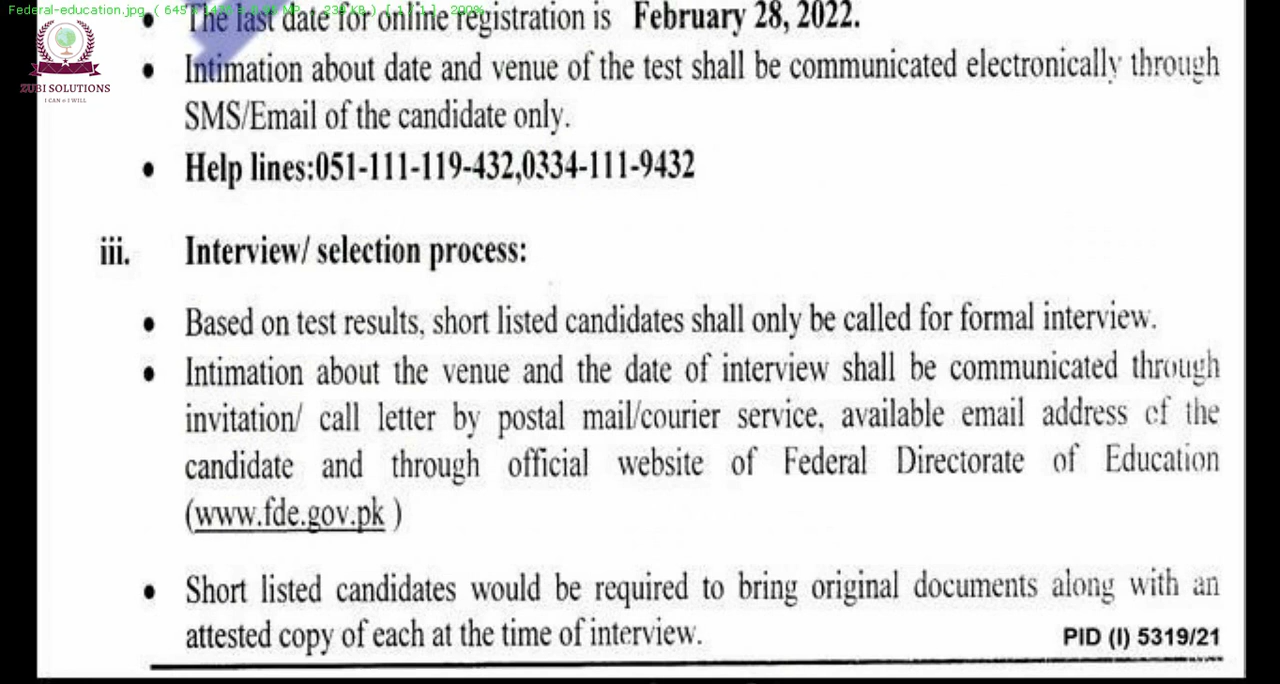 Federal-education.jpg ( 645
200%
ZUBI SOLUTIONS
I CAN & I WILL
• The last date for online registration is February 28, 2022.
• Intimation about date and venue of the test shall be communicated electronically through
SMS/Email of the candidate only.
• Help lines:051-111-119-432,0334-111-9432
iii. Interview/ selection process:
• Based on test results, short listed candidates shall only be called for formal interview.
• Intimation about the venue and the date of interview shall be communicated through
invitation/ call letter by postal mail/courier service, available email address of the
candidate and through official website of Federal Directorate of Education
(www.fde.gov.pk )
• Short listed candidates would be required to bring original documents along with an
attested copy of each at the time of interview.
PID (I) 5319/21